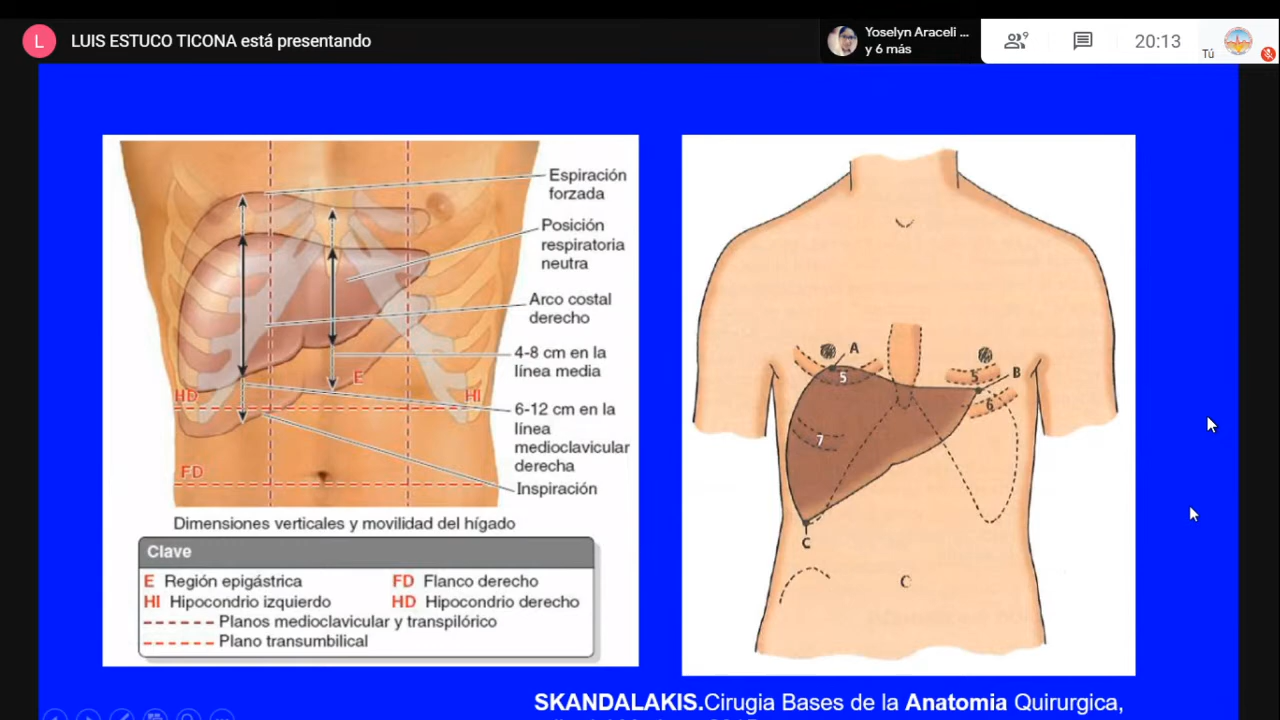 L LUIS ESTUCO TICONA está presentando
Yoselyn Araceli ...
y 6 más
9
20:13
Tú
Espiración
forzada
Posición
respiratoria
neutra
Arco costal
derecho
4-8 cm en la
línea media
6-12 cm en la
línea
medioclavicular
derecha
Inspiración
E
HD
HI
FD
Dimensiones verticales y movilidad del hígado
Clave
E Región epigástrica
FD Flanco derecho
HI Hipocondrio izquierdo
HD Hipocondrio derecho
Planos medioclavicular y transpilórico
Plano transumbilical
A
5
5
B
6
7
C
SKANDALAKIS.Cirugia Bases de la Anatomia Quirurgica,